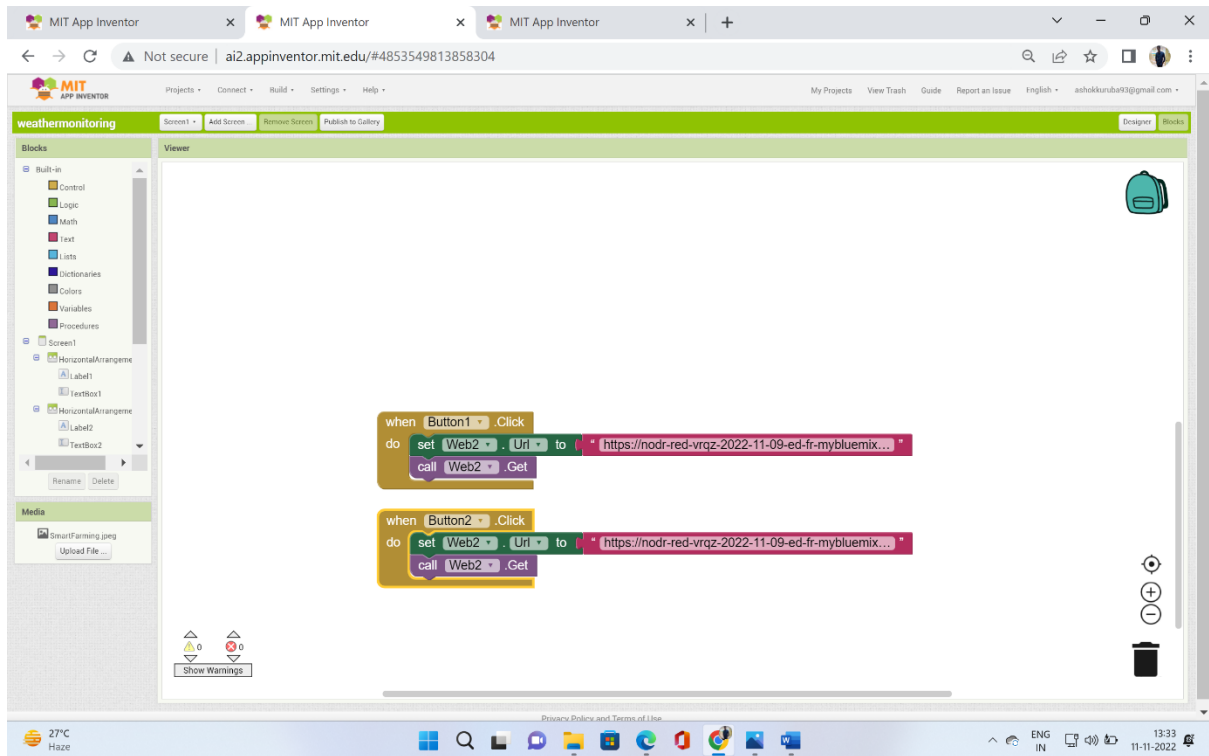 MIT App Inventor
MIT App Inventor
MIT App Inventor
Not secure
ai2.appinventor.mit.edu/#4853549813858304
MIT
APP INVENTOR
Projects Connect Build Settings Help
My Projects View Trash Guide Report an Issue English ashokkuruba93@gmail.com
weathermonitoring
Screen1 Add Screen ... Remove Screen Publish to Gallery
Designer Blocks
Blocks
Viewer
Built-in
Control
Logic
Math
Text
Lists
Dictionaries
Colors
Variables
Procedures
Screen1
HorizontalArrangeme
Label1
TextBox1
HorizontalArrangeme
Label2
TextBox2
Rename Delete
Media
SmartFarming.jpeg
Upload File ...
when Button1 .Click
do set Web2 . Url to " https://nodr-red-vrqz-2022-11-09-ed-fr-mybluemix... "
call Web2 .Get
when Button2 .Click
do set Web2 . Url to " https://nodr-red-vrqz-2022-11-09-ed-fr-mybluemix... "
call Web2 .Get
0 0
Show Warnings
Privacy Policy and Terms of Use
27°C
Haze
ENG
IN
13:33
11-11-2022